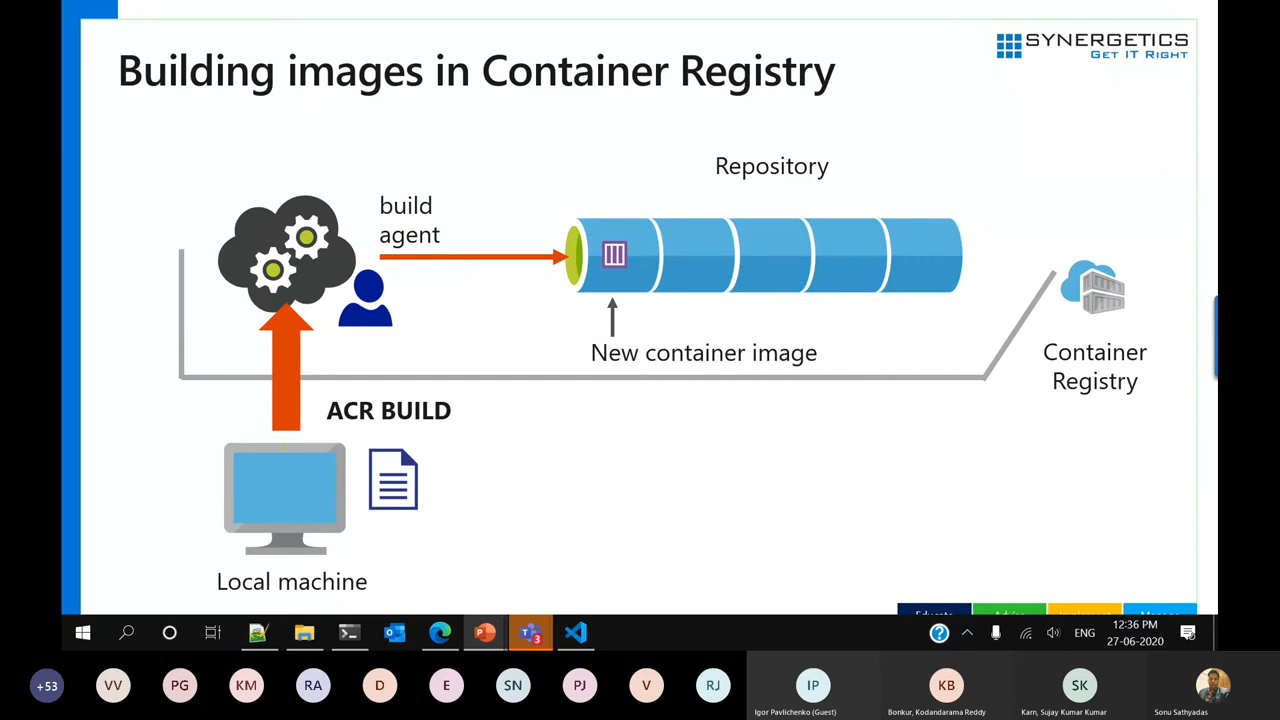 SYNERGETICS
GET IT RIGHT
Building images in Container Registry
Repository
build
agent
New container image
Container
Registry
ACR BUILD
Local machine
ENG
12:36 PM
27-06-2020
3
+53
VV
PG
KM
RA
D
E
SN
PJ
V
RJ
IP
KB
SK
Igor Pavlichenko (Guest)
Bonkur, Kodandarama Reddy
Karn, Sujay Kumar Kumar
Sonu Sathyadas